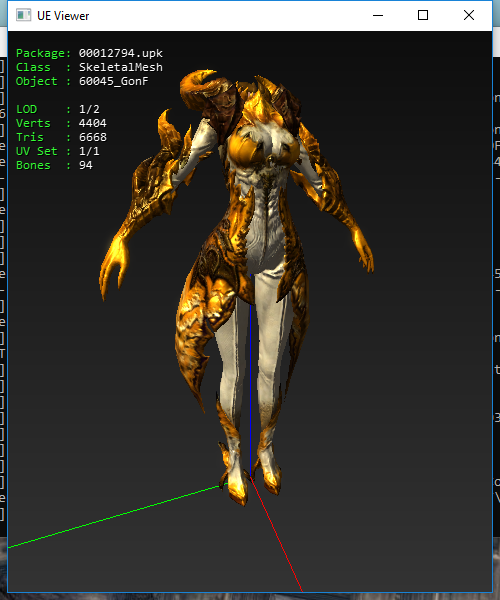 UE Viewer
Package: 00012794.upk
Class : SkeletalMesh
Object : 60045_GonF
LOD : 1/2
Verts : 4404
Tris : 6668
UV Set : 1/1
Bones : 94